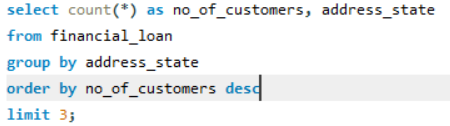 select count(*) as no_of_customers, address_state
from financial_loan
group by address_state
order by no_of_customers desc
limit 3;